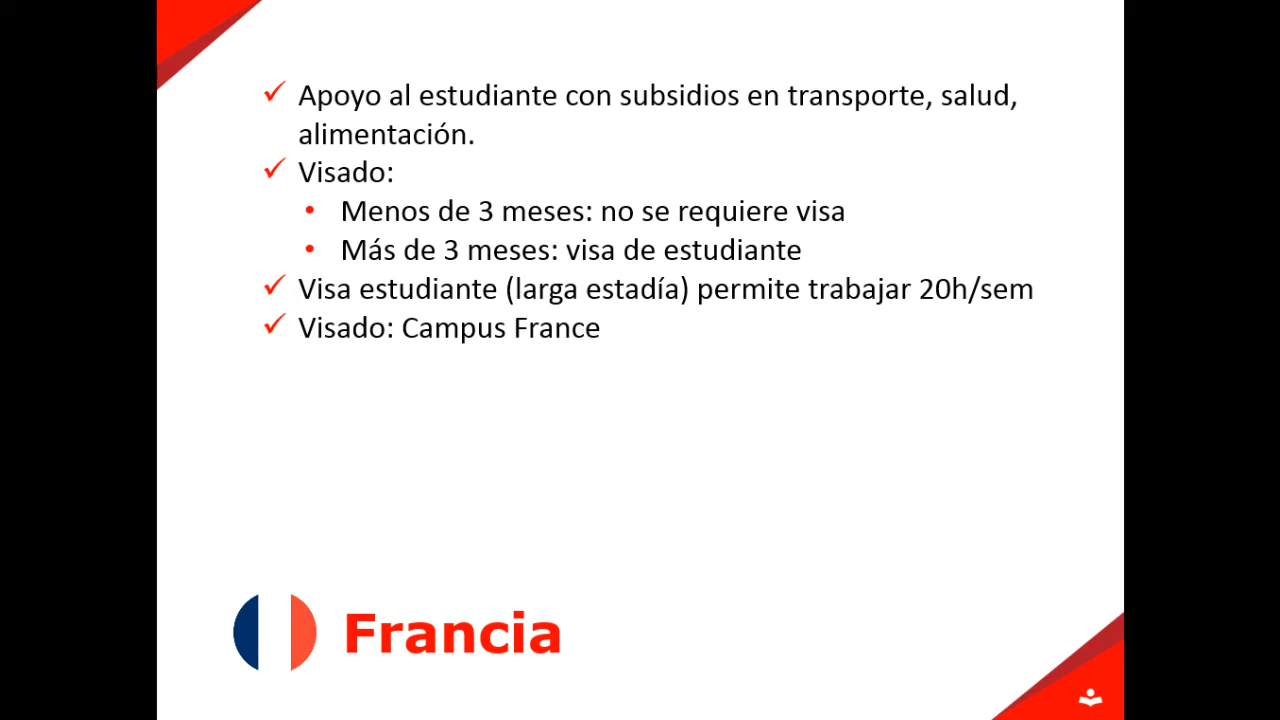 ✓ Apoyo al estudiante con subsidios en transporte, salud,
alimentación.
✓ Visado:
• Menos de 3 meses: no se requiere visa
• Más de 3 meses: visa de estudiante
✓ Visa estudiante (larga estadía) permite trabajar 20h/sem
✓ Visado: Campus France
Francia